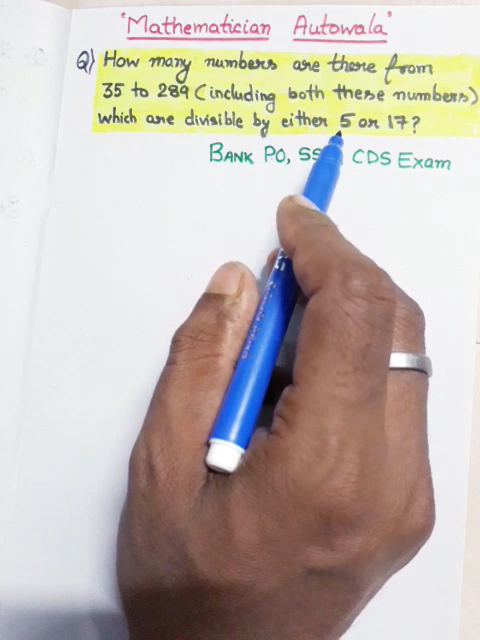 'Mathematician Autowala'
Q) How many numbers are there from
35 to 289 (including both these numbers)
which are divisible by either 5 or 17?
BANK PO, CDS Exam